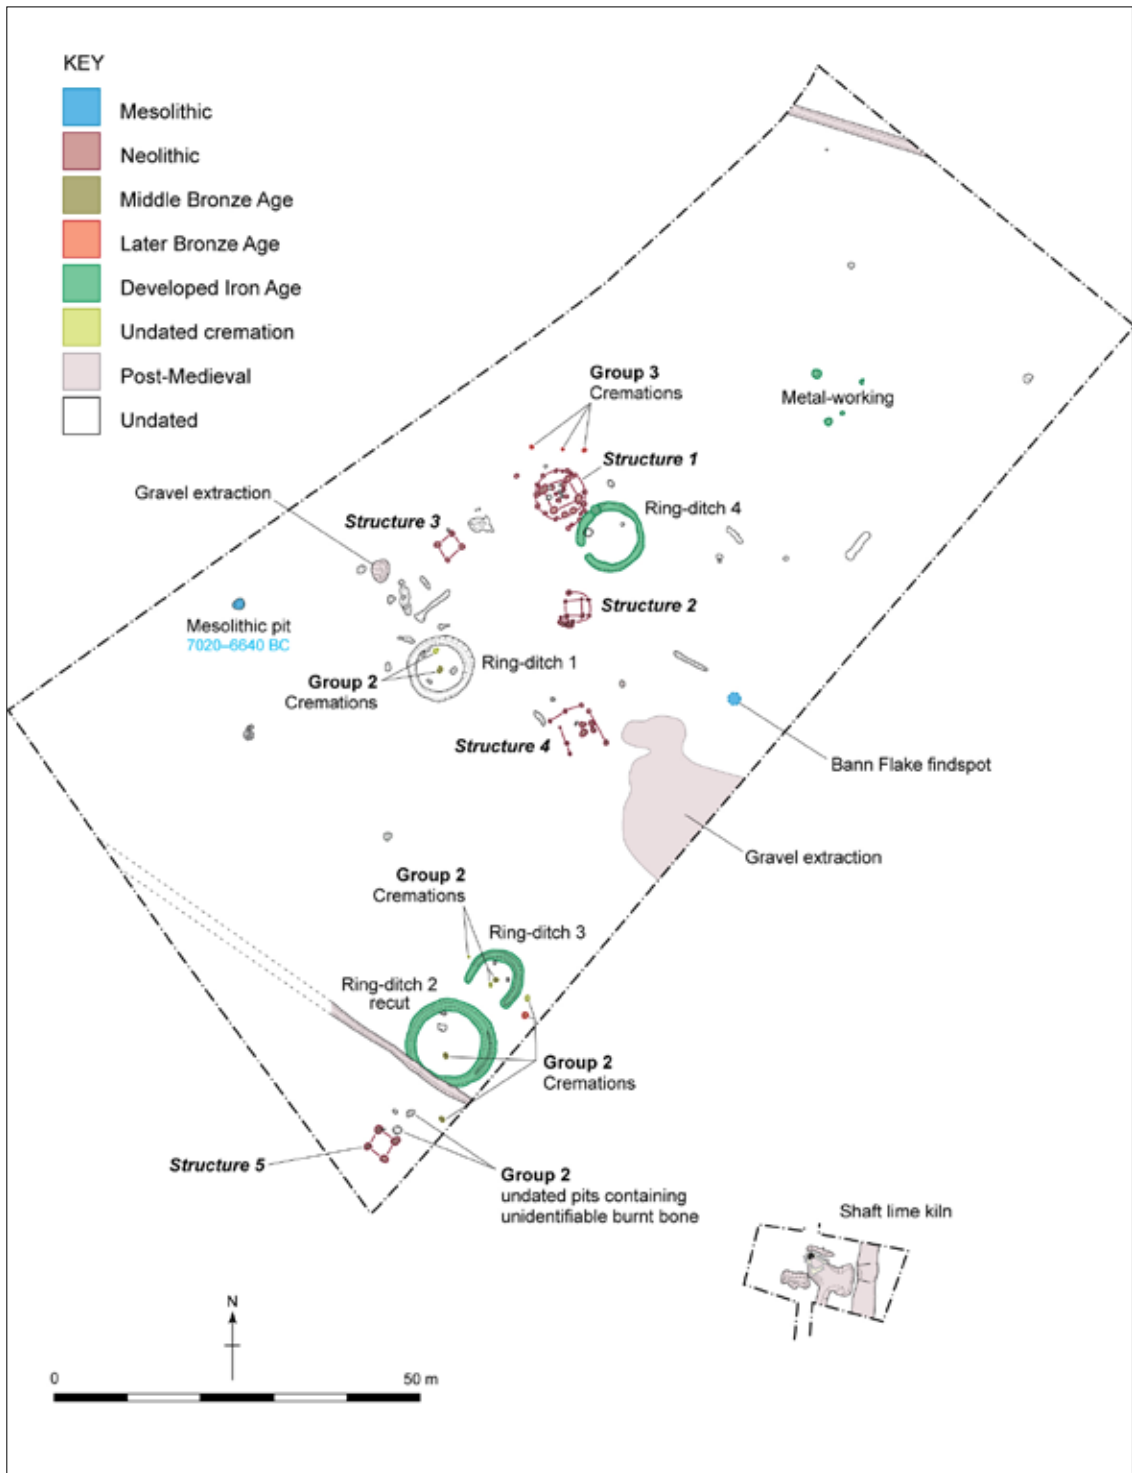 KEY
Mesolithic
Neolithic
Middle Bronze Age
Later Bronze Age
Developed Iron Age
Undated cremation
Post-Medieval
Undated
Group 3
Cremations
Metal-working
Structure 1
Gravel extraction
Ring-ditch 4
Structure 3
Structure 2
Mesolithic pit
7020–6640 BC
Ring-ditch 1
Group 2
Cremations
Structure 4
Bann Flake findspot
Gravel extraction
Group 2
Cremations
Ring-ditch 3
Ring-ditch 2
recut
Group 2
Cremations
Structure 5
Group 2
undated pits containing
unidentifiable burnt bone
Shaft lime kiln
N
0
50 m